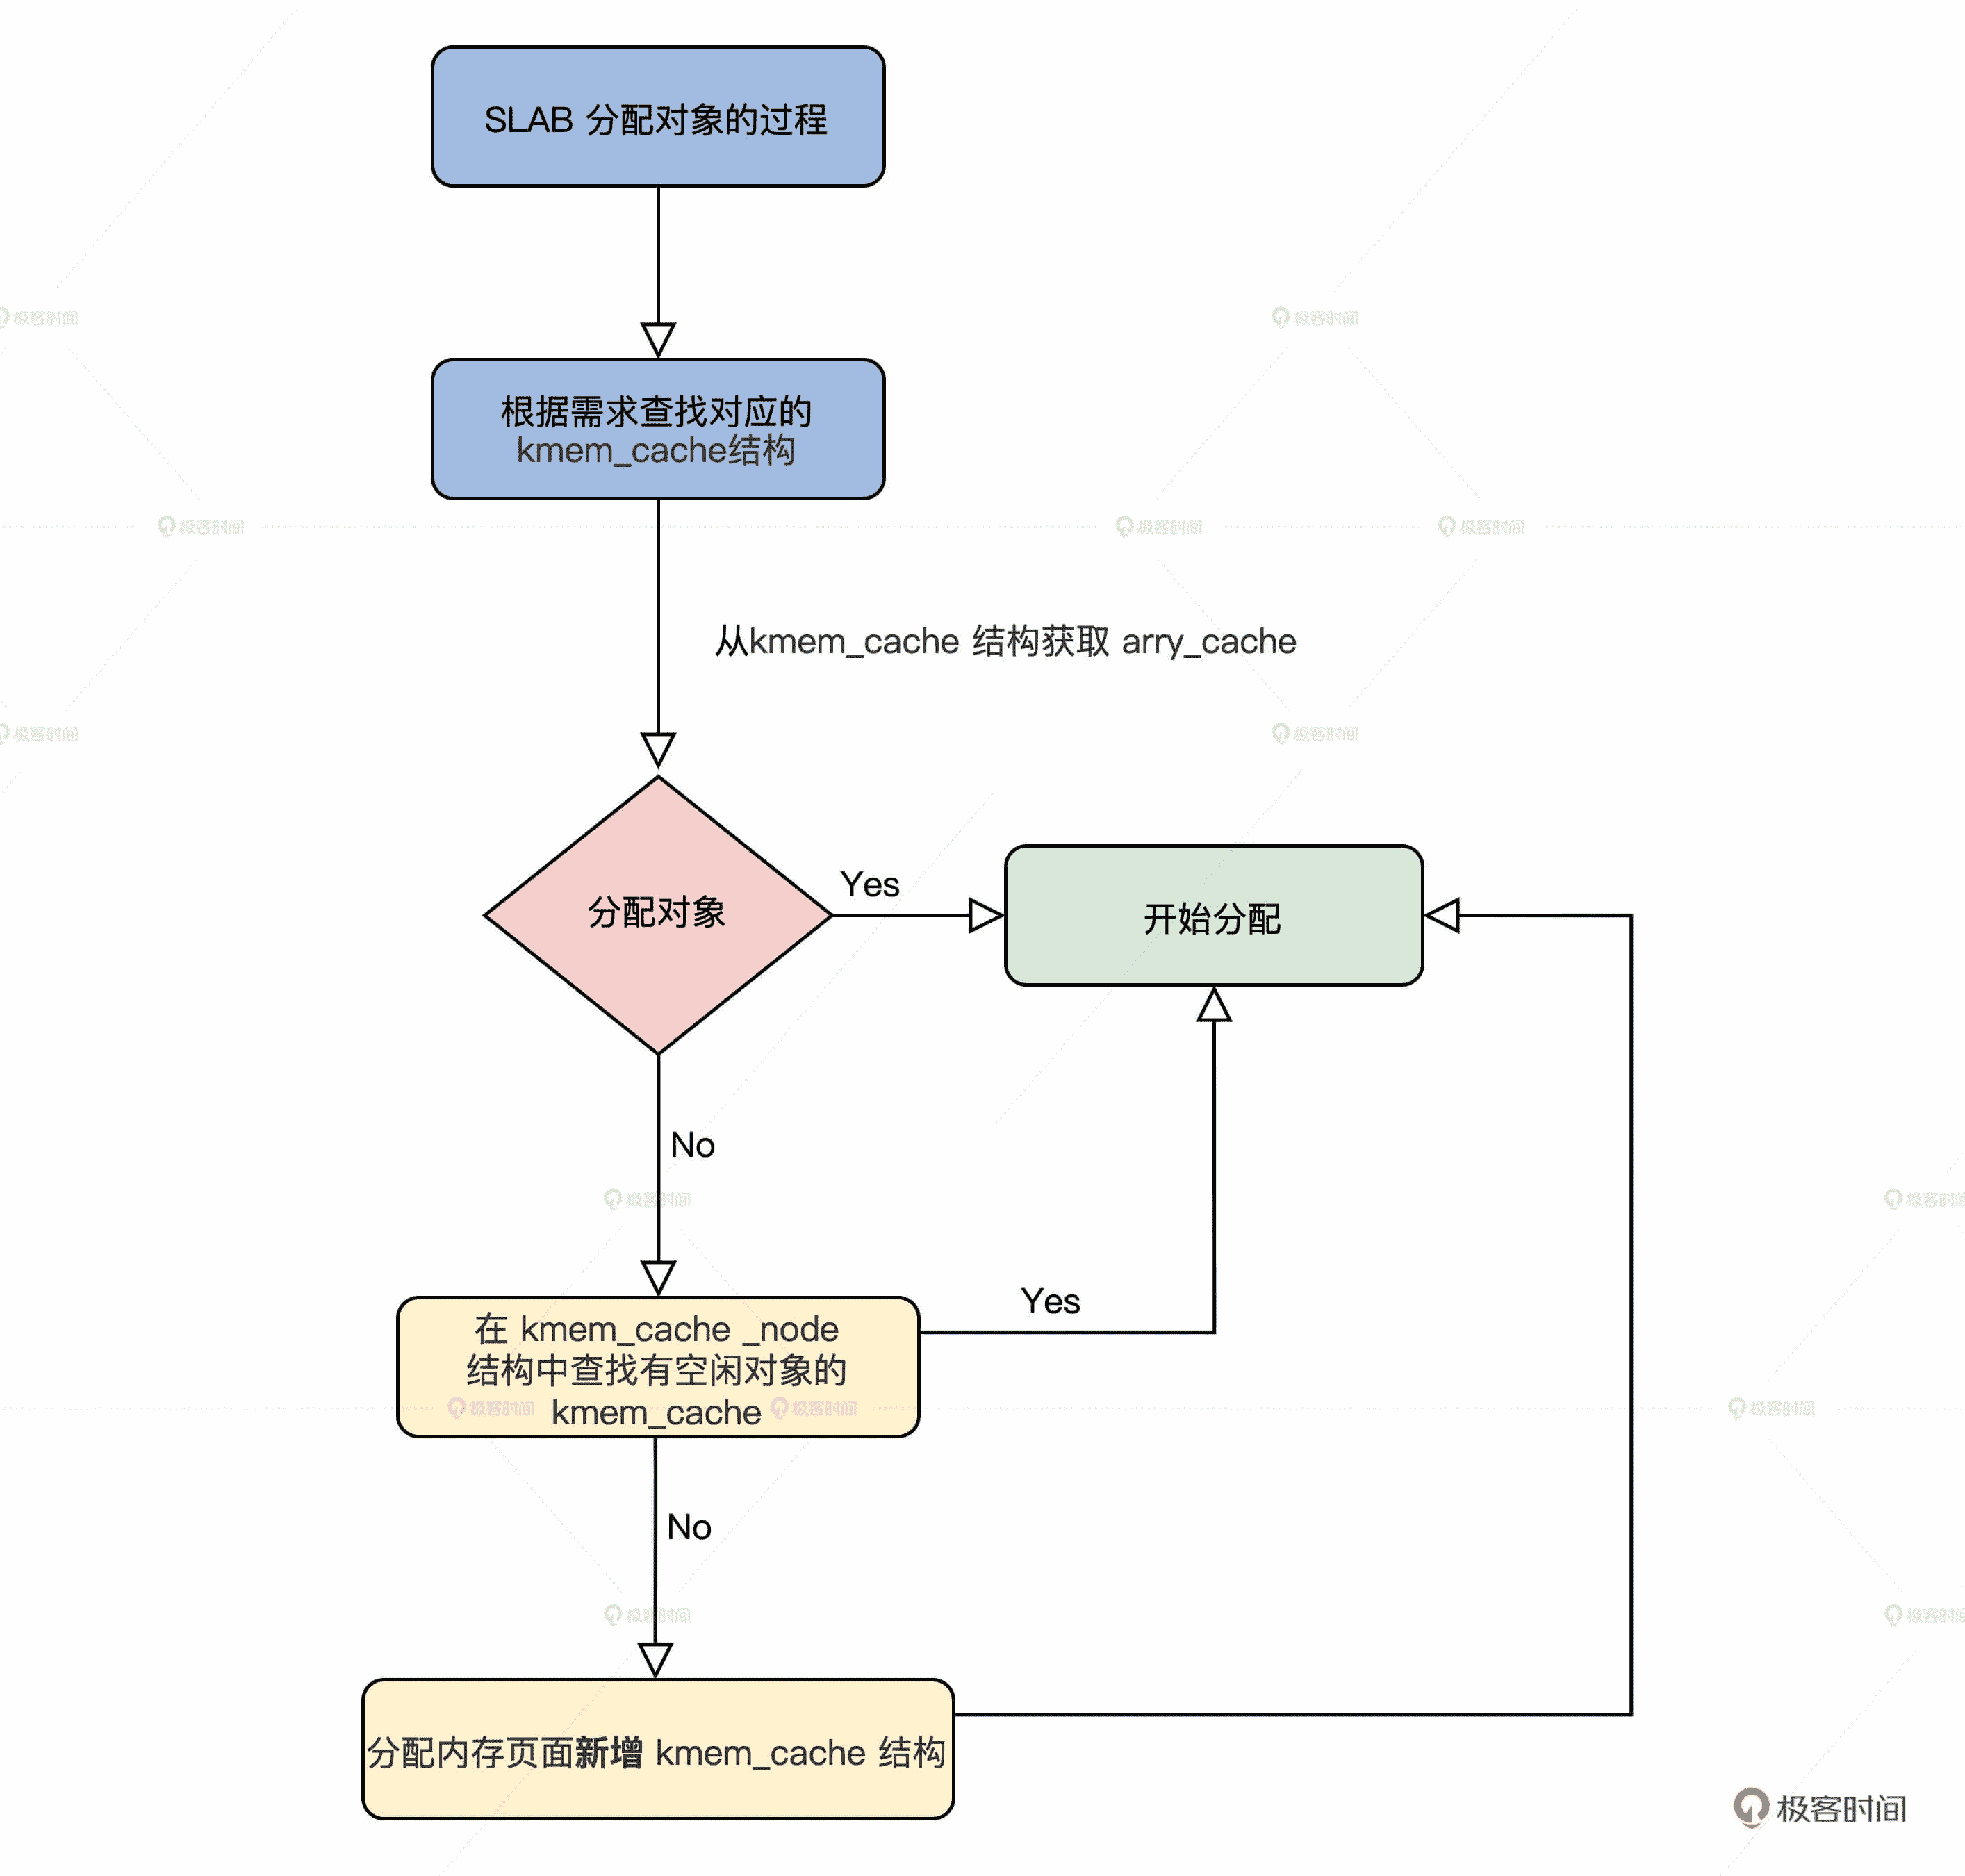 SLAB 分配对象的过程
根据需求查找对应的
kmem_cache结构
从kmem_cache 结构获取 arry_cache
分配对象
Yes
开始分配
No
在 kmem_cache _node
结构中查找有空闲对象的
kmem_cache
Yes
No
分配内存页面新增 kmem_cache 结构
极客时间